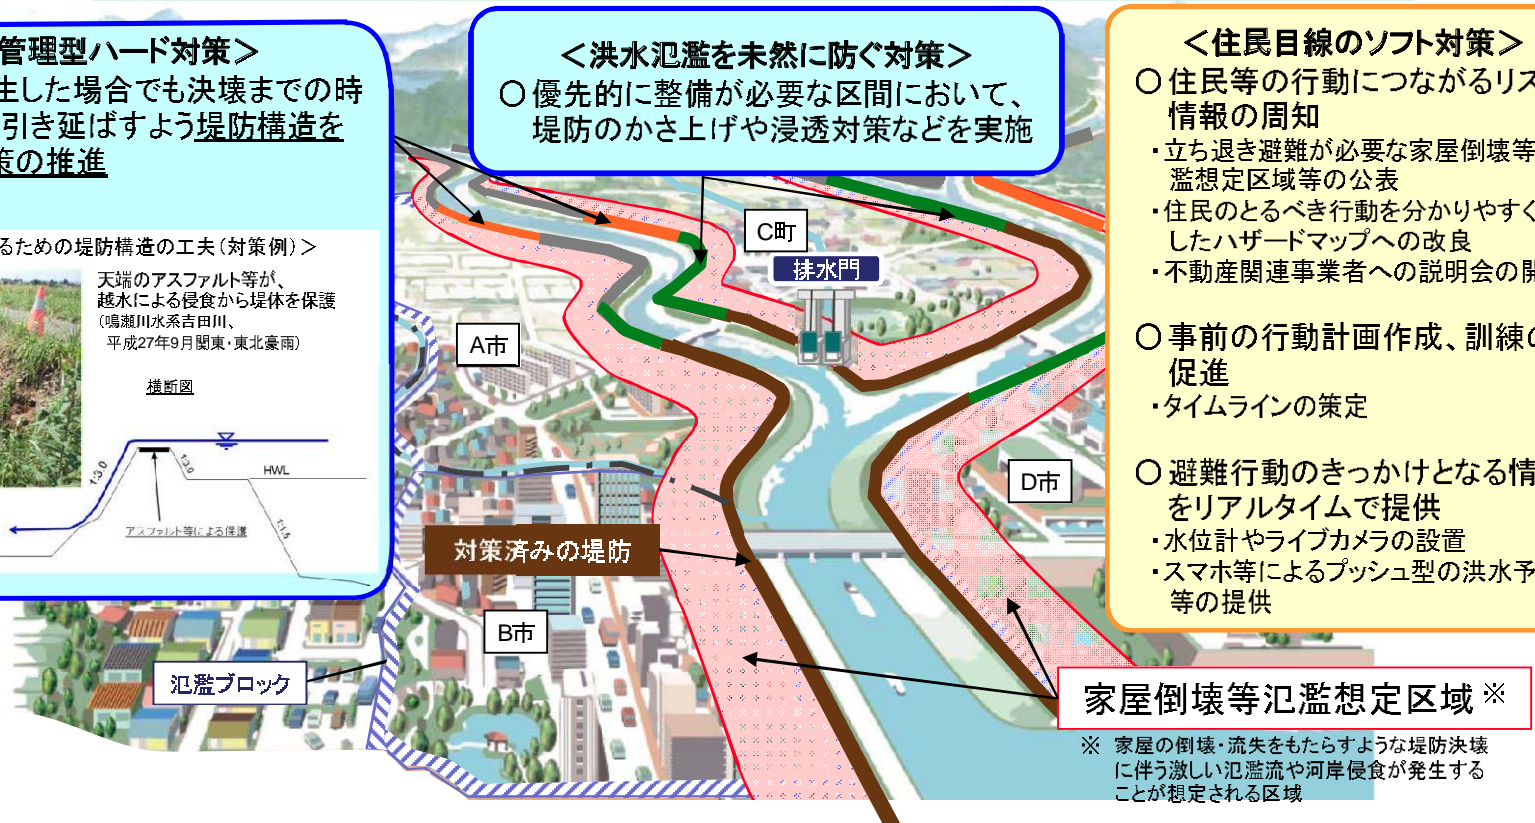 管理型ハード対策＞
生した場合でも決壊までの時
引き延ばすよう堤防構造を
策の推進
るための堤防構造の工夫(対策例)＞
天端のアスファルト等が、
越水による侵食から堤体を保護
(鳴瀬川水系吉田川、
平成27年9月関東・東北豪雨)
横断図
1:3.0
1:3.0
HWL
1:1.5
アスファルト等による保護
＜洪水氾濫を未然に防ぐ対策＞
○優先的に整備が必要な区間において、
堤防のかさ上げや浸透対策などを実施
＜住民目線のソフト対策＞
○住民等の行動につながるリス
情報の周知
・立ち退き避難が必要な家屋倒壊等
濫想定区域等の公表
・住民のとるべき行動を分かりやすく
したハザードマップへの改良
・不動産関連事業者への説明会の開
○事前の行動計画作成、訓練の
促進
・タイムラインの策定
○避難行動のきっかけとなる情
をリアルタイムで提供
・水位計やライブカメラの設置
・スマホ等によるプッシュ型の洪水予
等の提供
C町
排水門
A市
D市
対策済みの堤防
B市
氾濫ブロック
家屋倒壊等氾濫想定区域※
※ 家屋の倒壊・流失をもたらすような堤防決壊
に伴う激しい氾濫流や河岸侵食が発生する
ことが想定される区域